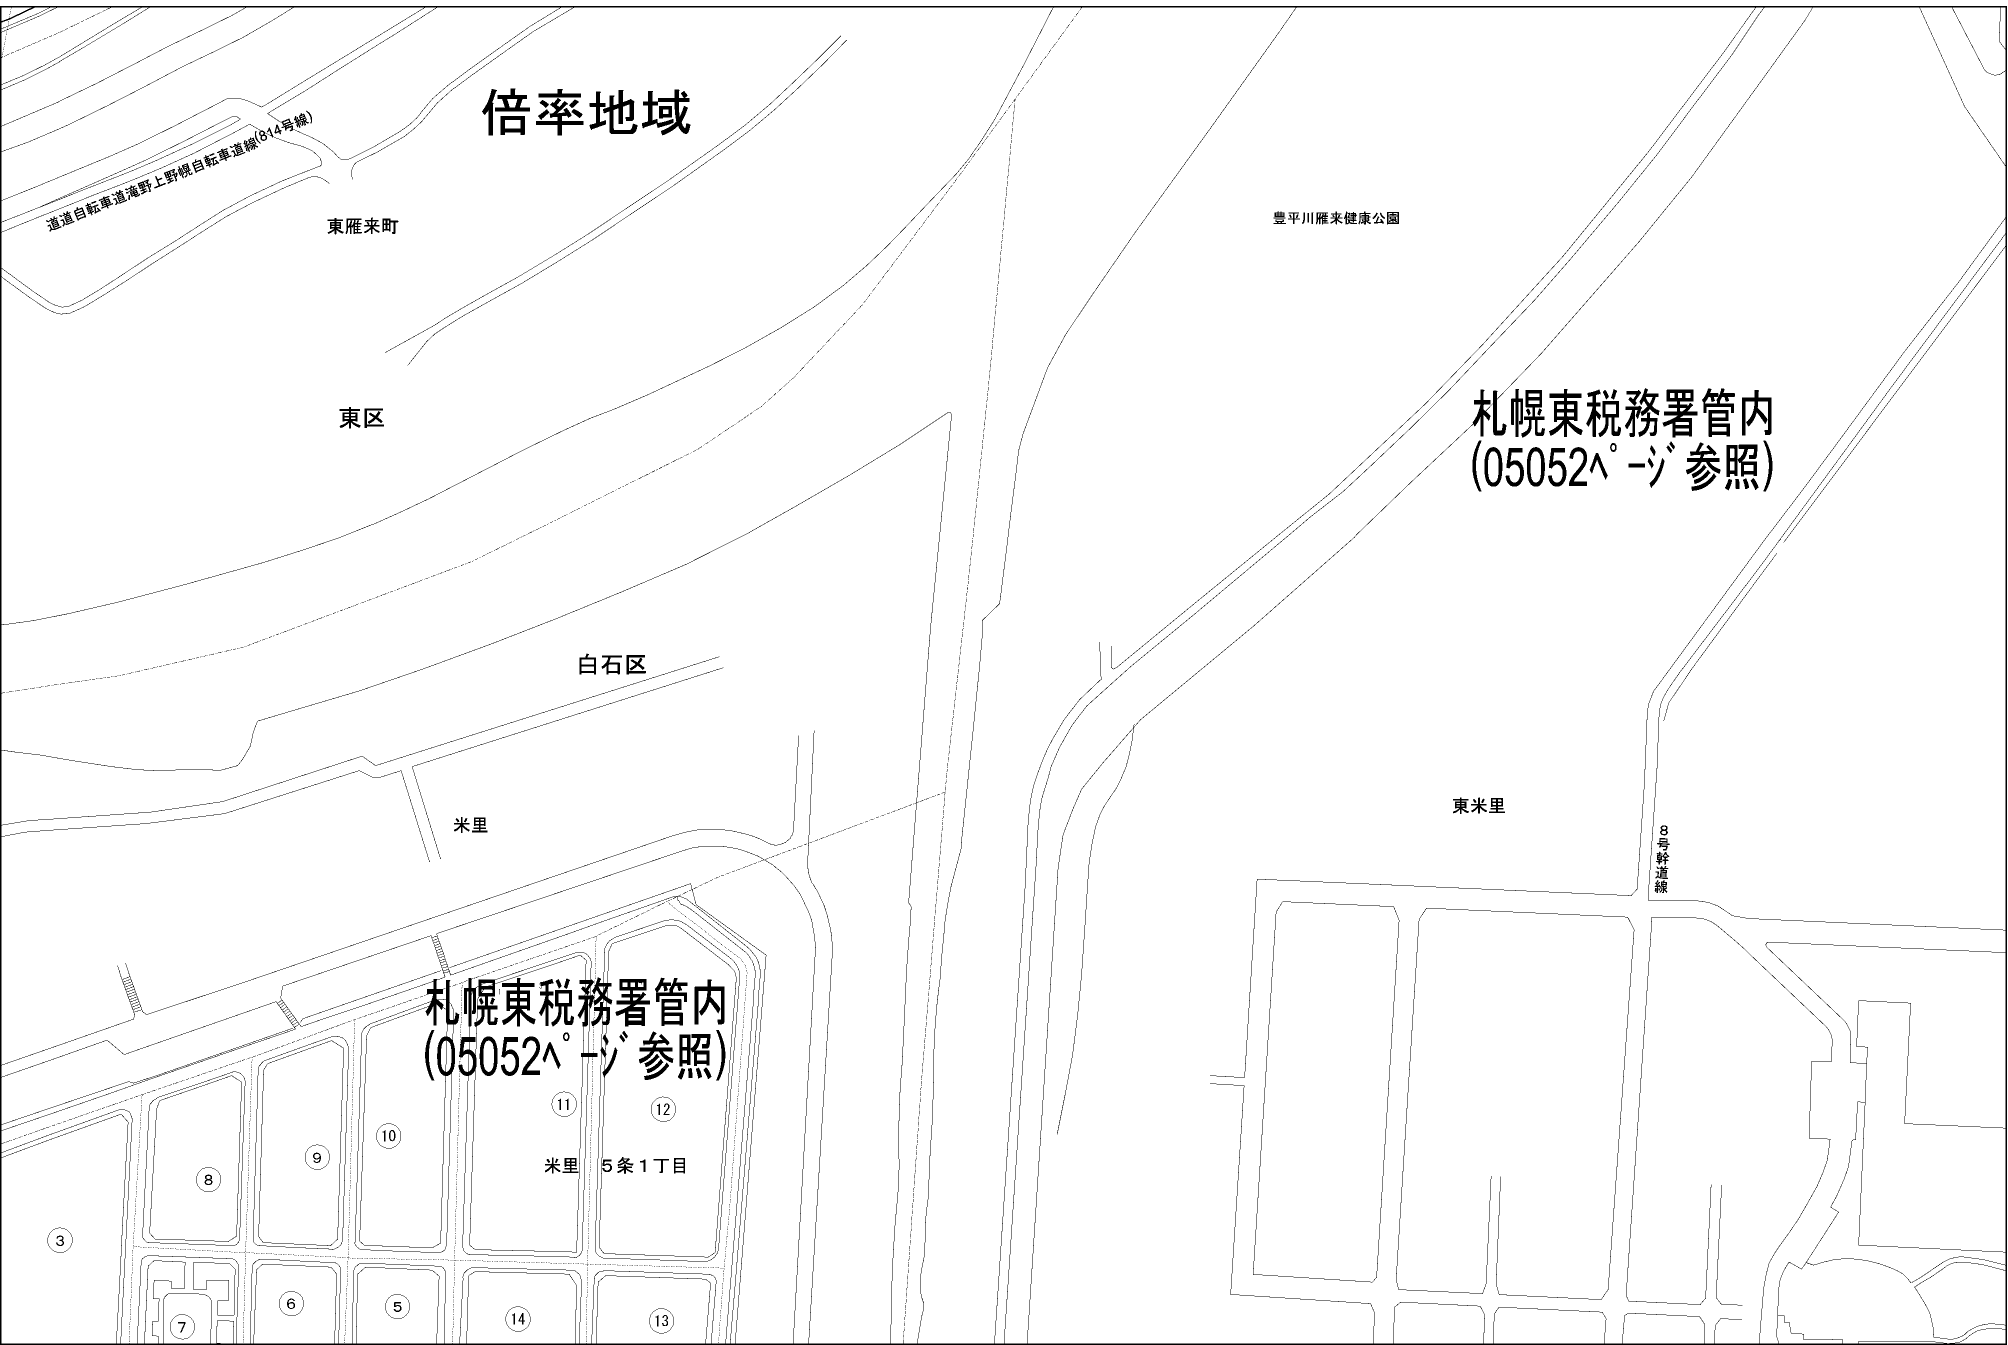 倍率地域
道道自転車道滝野上野幌自転車道線(814号線)
東雁来町
豊平川雁来健康公園
東区
札幌東税務署管内
(05052ﾍﾟｰｼﾞ参照)
白石区
東米里
米里
8号幹道線
札幌東税務署管内
(05052ﾍﾟｰｼﾞ参照)
11
12
10
9
米里 5条1丁目
8
3
6
5
14
13
7